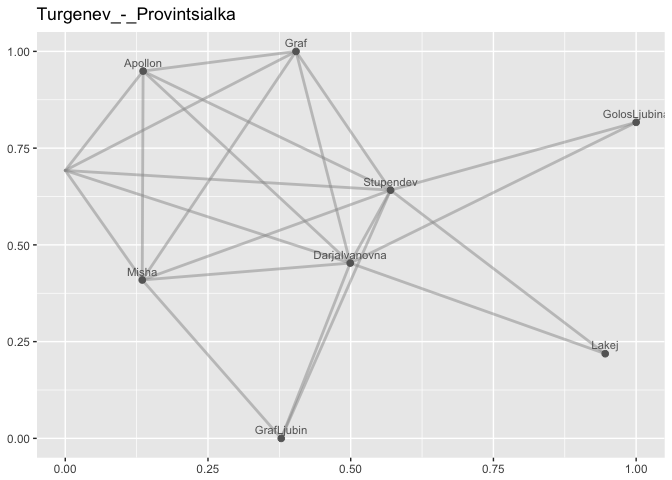 Turgenev_-_Provintsialka
1.00
0.75
0.50
0.25
0.00
Graf
Apollon
GolosLjubina
Stupendev
DarjaIvanovna
Misha
Lakej
GrafLjubin
0.00 0.25 0.50 0.75 1.00